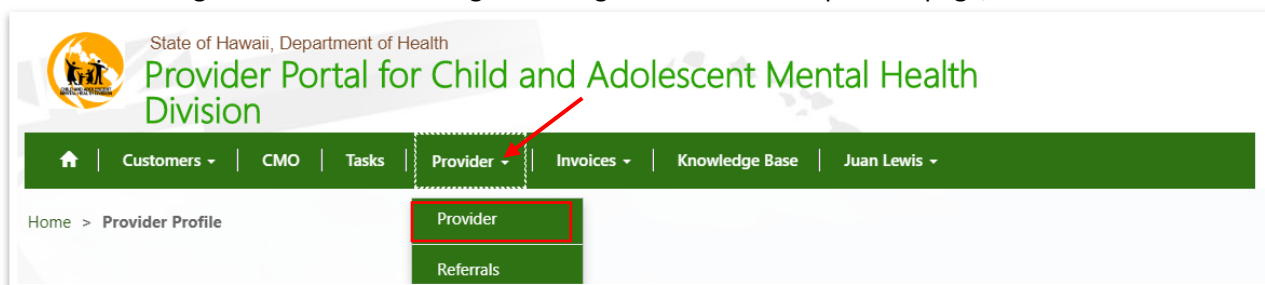 State of Hawaii, Department of Health
Provider Portal for Child and Adolescent Mental Health
Division
Customers CMO Tasks Provider Invoices Knowledge Base Juan Lewis
Home > Provider Profile
Provider
Referrals